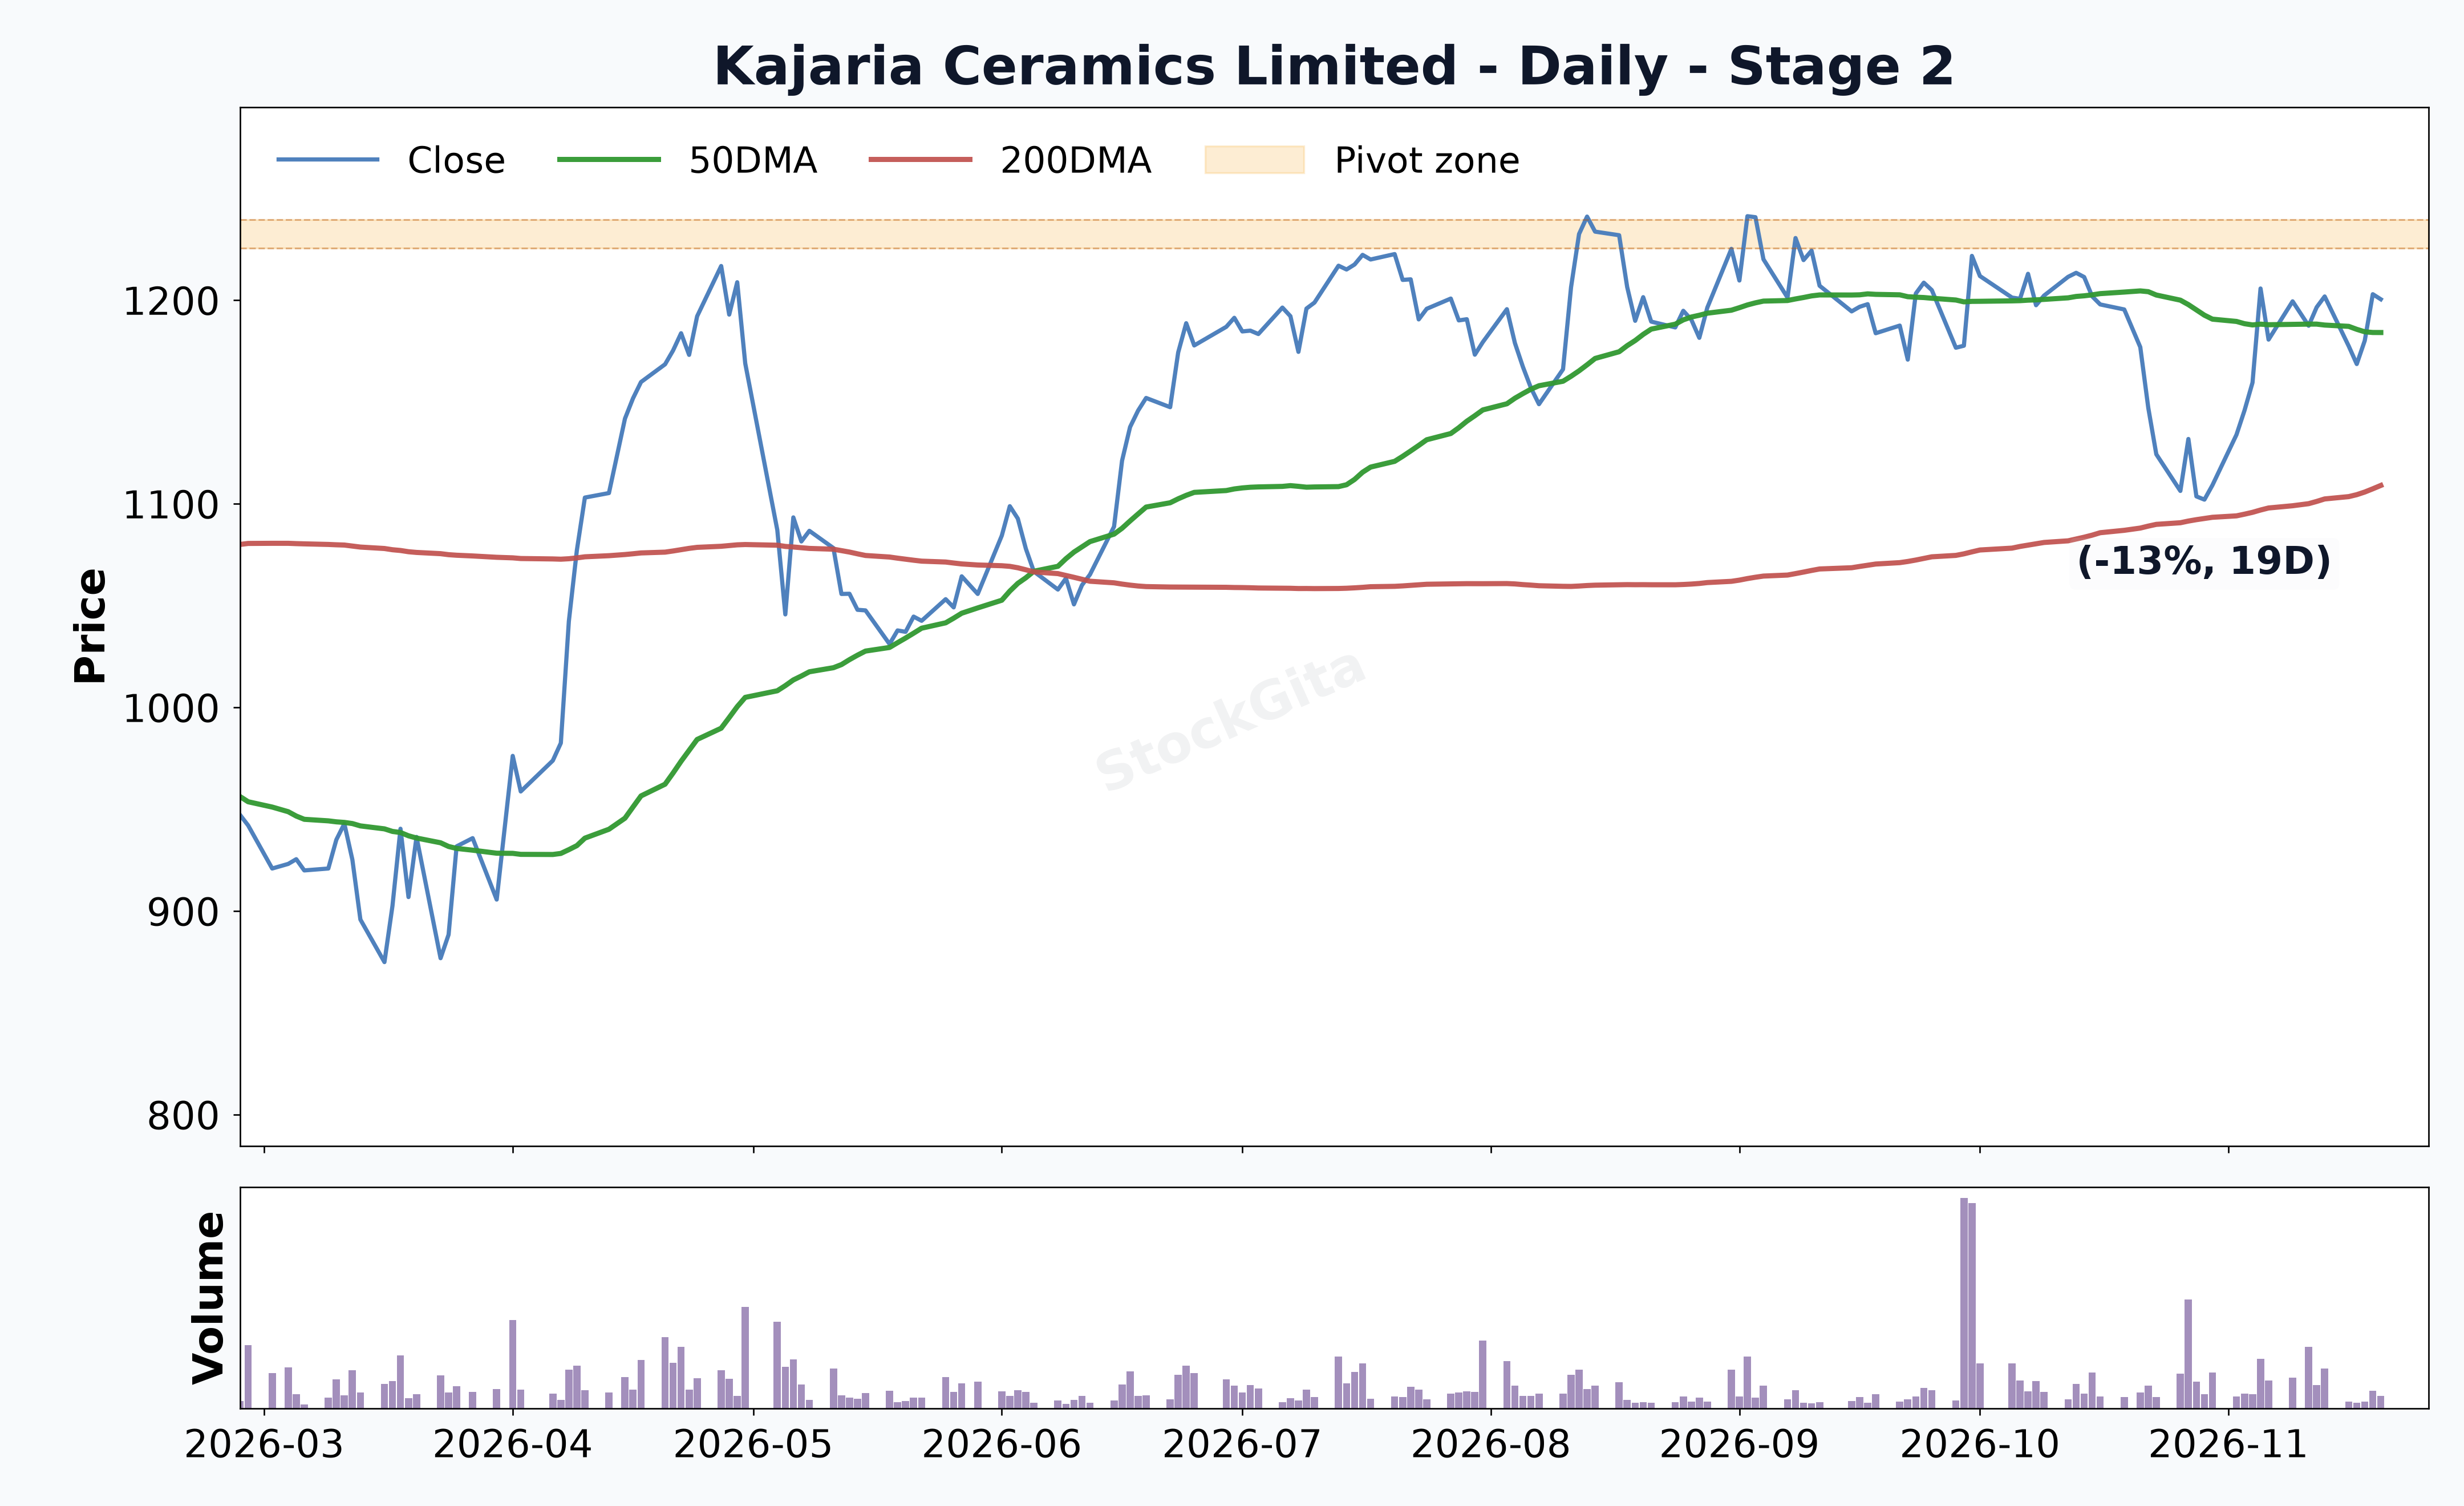 Kajaria Ceramics Limited - Daily - Stage 2
Close 50DMA 200DMA Pivot zone
1200
1100
1000
900
800
Price
(-13%, 19D)
StockGita
Volume
2026-03 2026-04 2026-05 2026-06 2026-07 2026-08 2026-09 2026-10 2026-11